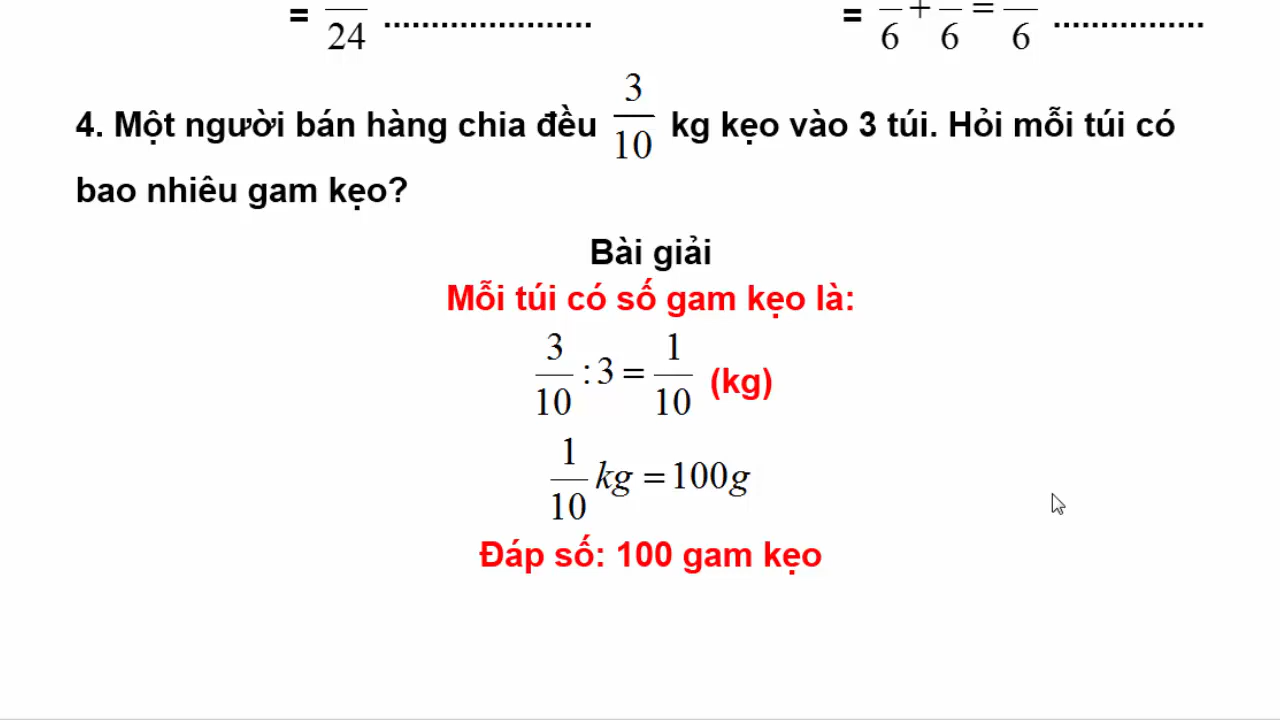 = /24 ......................
= /6 + /6 = /6 ................
4. Một người bán hàng chia đều 3/10 kg kẹo vào 3 túi. Hỏi mỗi túi có
bao nhiêu gam kẹo?
Bài giải
Mỗi túi có số gam kẹo là:
3/10 : 3 = 1/10 (kg)
1/10 kg = 100g
Đáp số: 100 gam kẹo